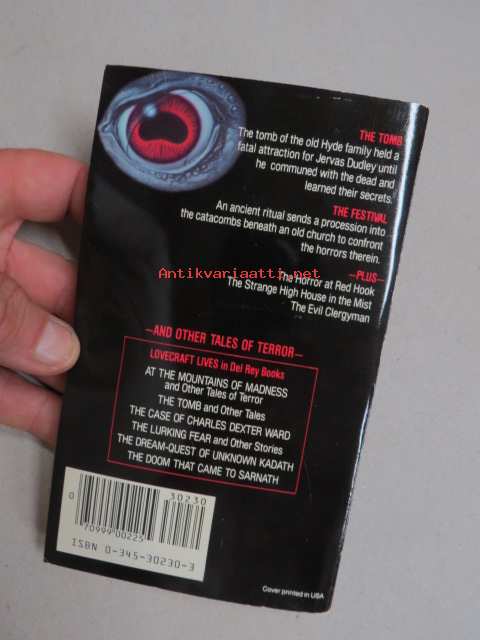 THE TOMB
The tomb of the old Hyde family held a
fatal attraction for Jervas Dudley until
he communed with the dead and
learned their secrets.
THE FESTIVAL
An ancient ritual sends a procession into
the catacombs beneath an old church to confront
the horrors therein.
—PLUS—
Antikvariaatti.net
The Horror at Red Hook
The Strange High House in the Mist
The Evil Clergyman
—AND OTHER TALES OF TERROR—
LOVECRAFT LIVES in Del Rey Books
AT THE MOUNTAINS OF MADNESS
and Other Tales of Terror
THE TOMB and Other Tales
THE CASE OF CHARLES DEXTER WARD
THE LURKING FEAR and Other Stories
THE DREAM-QUEST OF UNKNOWN KADATH
THE DOOM THAT CAME TO SARNATH
30230
0
70999 00225
ISBN 0-345-30230-3
Cover printed in USA